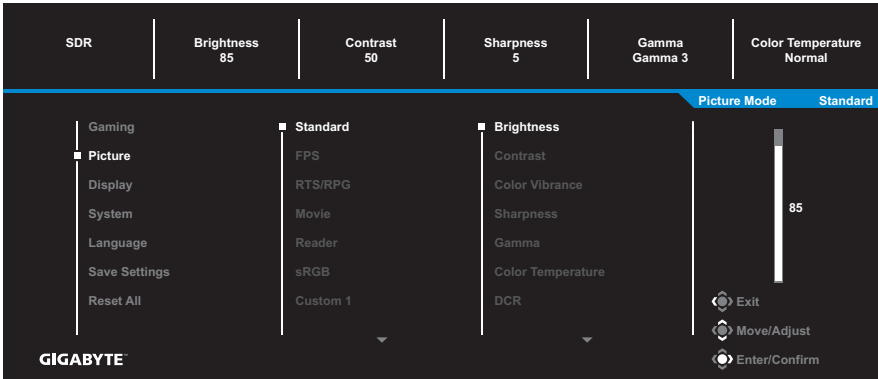 SDR
Brightness
85
Contrast
50
Sharpness
5
Gamma
Gamma 3
Color Temperature
Normal
Picture Mode Standard
Gaming
Picture
Display
System
Language
Save Settings
Reset All
Standard
FPS
RTS/RPG
Movie
Reader
sRGB
Custom 1
Brightness
Contrast
Color Vibrance
Sharpness
Gamma
Color Temperature
DCR
85
Exit
Move/Adjust
Enter/Confirm
GIGABYTE™